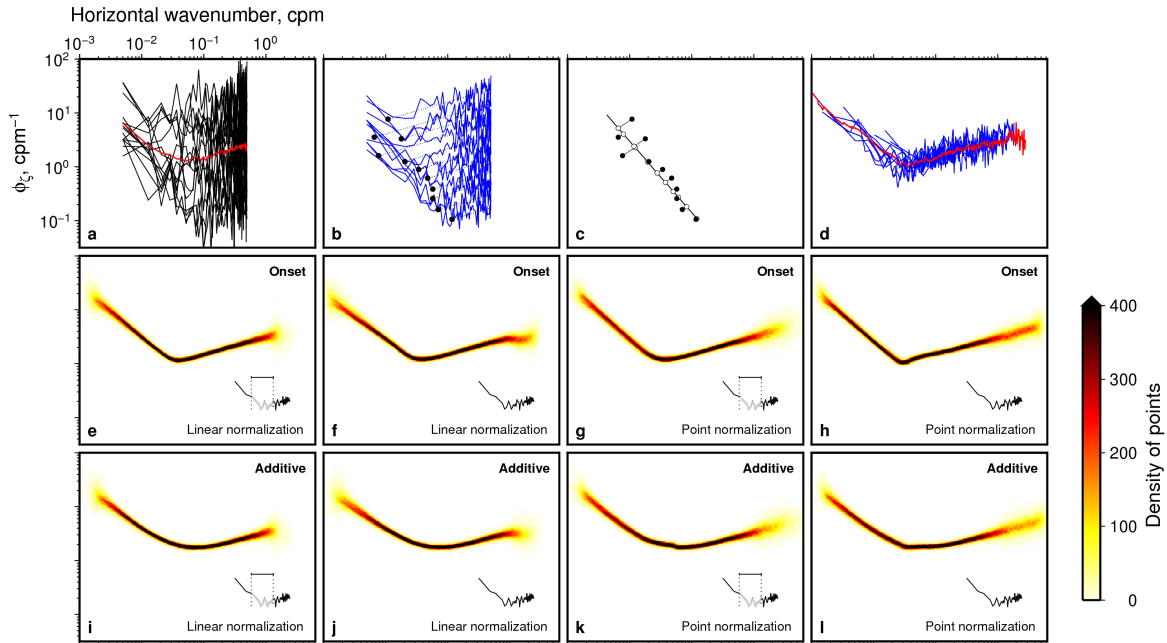 Horizontal wavenumber, cpm
10⁻³ 10⁻² 10⁻¹ 10⁰
10²
10¹
10⁰
10⁻¹
ϕζ, cpm⁻¹
a b c d
Onset Onset Onset Onset
e Linear normalization f Linear normalization g Point normalization h Point normalization
Additive Additive Additive Additive
i Linear normalization j Linear normalization k Point normalization l Point normalization
400
300
200
100
0
Density of points